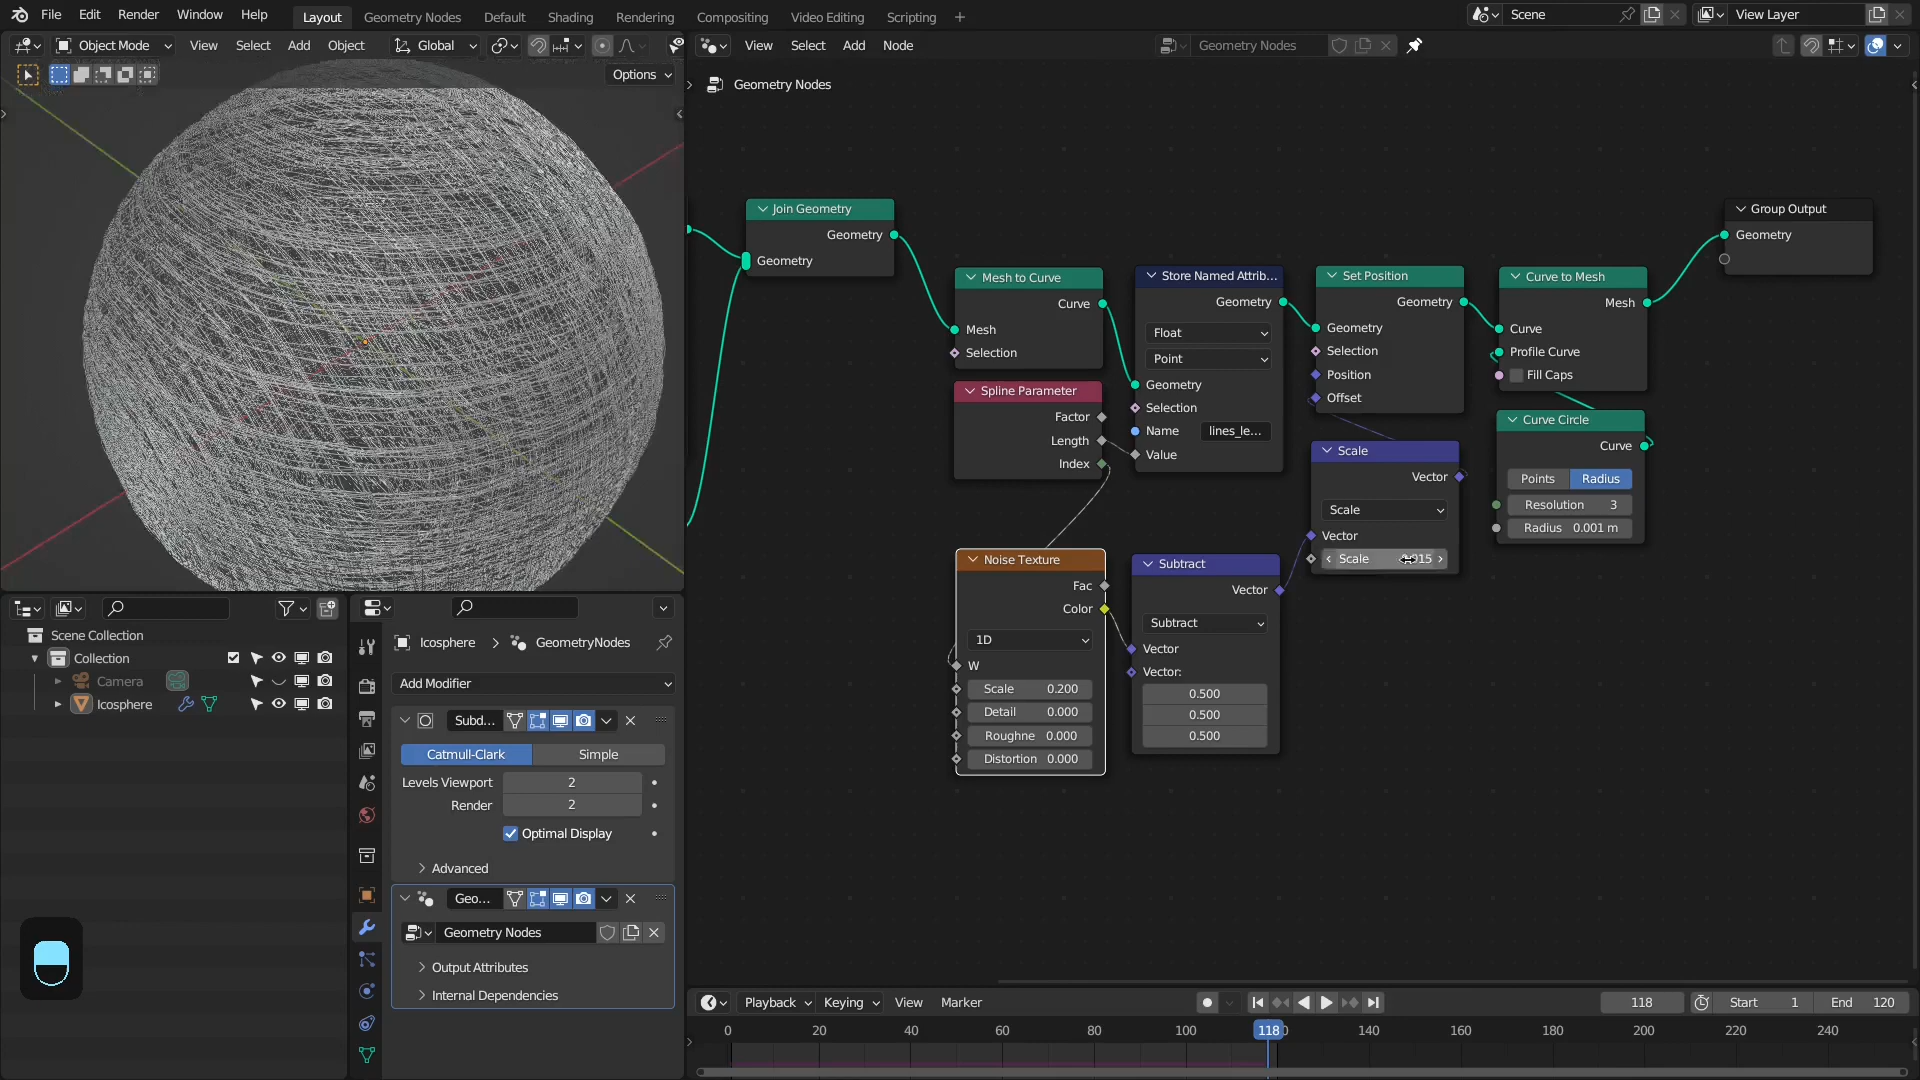 File Edit Render Window Help
Layout Geometry Nodes Default Shading Rendering Compositing Video Editing Scripting +
Scene
View Layer
Object Mode View Select Add Object Global
View Select Add Node Geometry Nodes
Options
Geometry Nodes
Join Geometry
Geometry
Geometry
Mesh to Curve
Curve
Mesh
Selection
Spline Parameter
Factor
Length
Index
Store Named Attrib...
Geometry
Float
Point
Geometry
Selection
Name lines_le...
Value
Set Position
Geometry
Geometry
Selection
Position
Offset
Curve to Mesh
Mesh
Curve
Profile Curve
Fill Caps
Group Output
Geometry
Curve Circle
Curve
Points Radius
Resolution 3
Radius 0.001 m
Scale
Vector
Scale
Vector
Scale
Noise Texture
Fac
Color
1D
W
Scale 0.200
Detail 0.000
Roughne 0.000
Distortion 0.000
Subtract
Vector
Subtract
Vector
Vector:
0.500
0.500
0.500
Scene Collection
Collection
Camera
Icosphere
Icosphere > GeometryNodes
Add Modifier
Subd...
Catmull-Clark Simple
Levels Viewport 2
Render 2
Optimal Display
Advanced
Geo...
Geometry Nodes
Output Attributes
Internal Dependencies
Playback Keying View Marker
118 Start 1 End 120
0 20 40 60 80 100 118 140 160 180 200 220 240